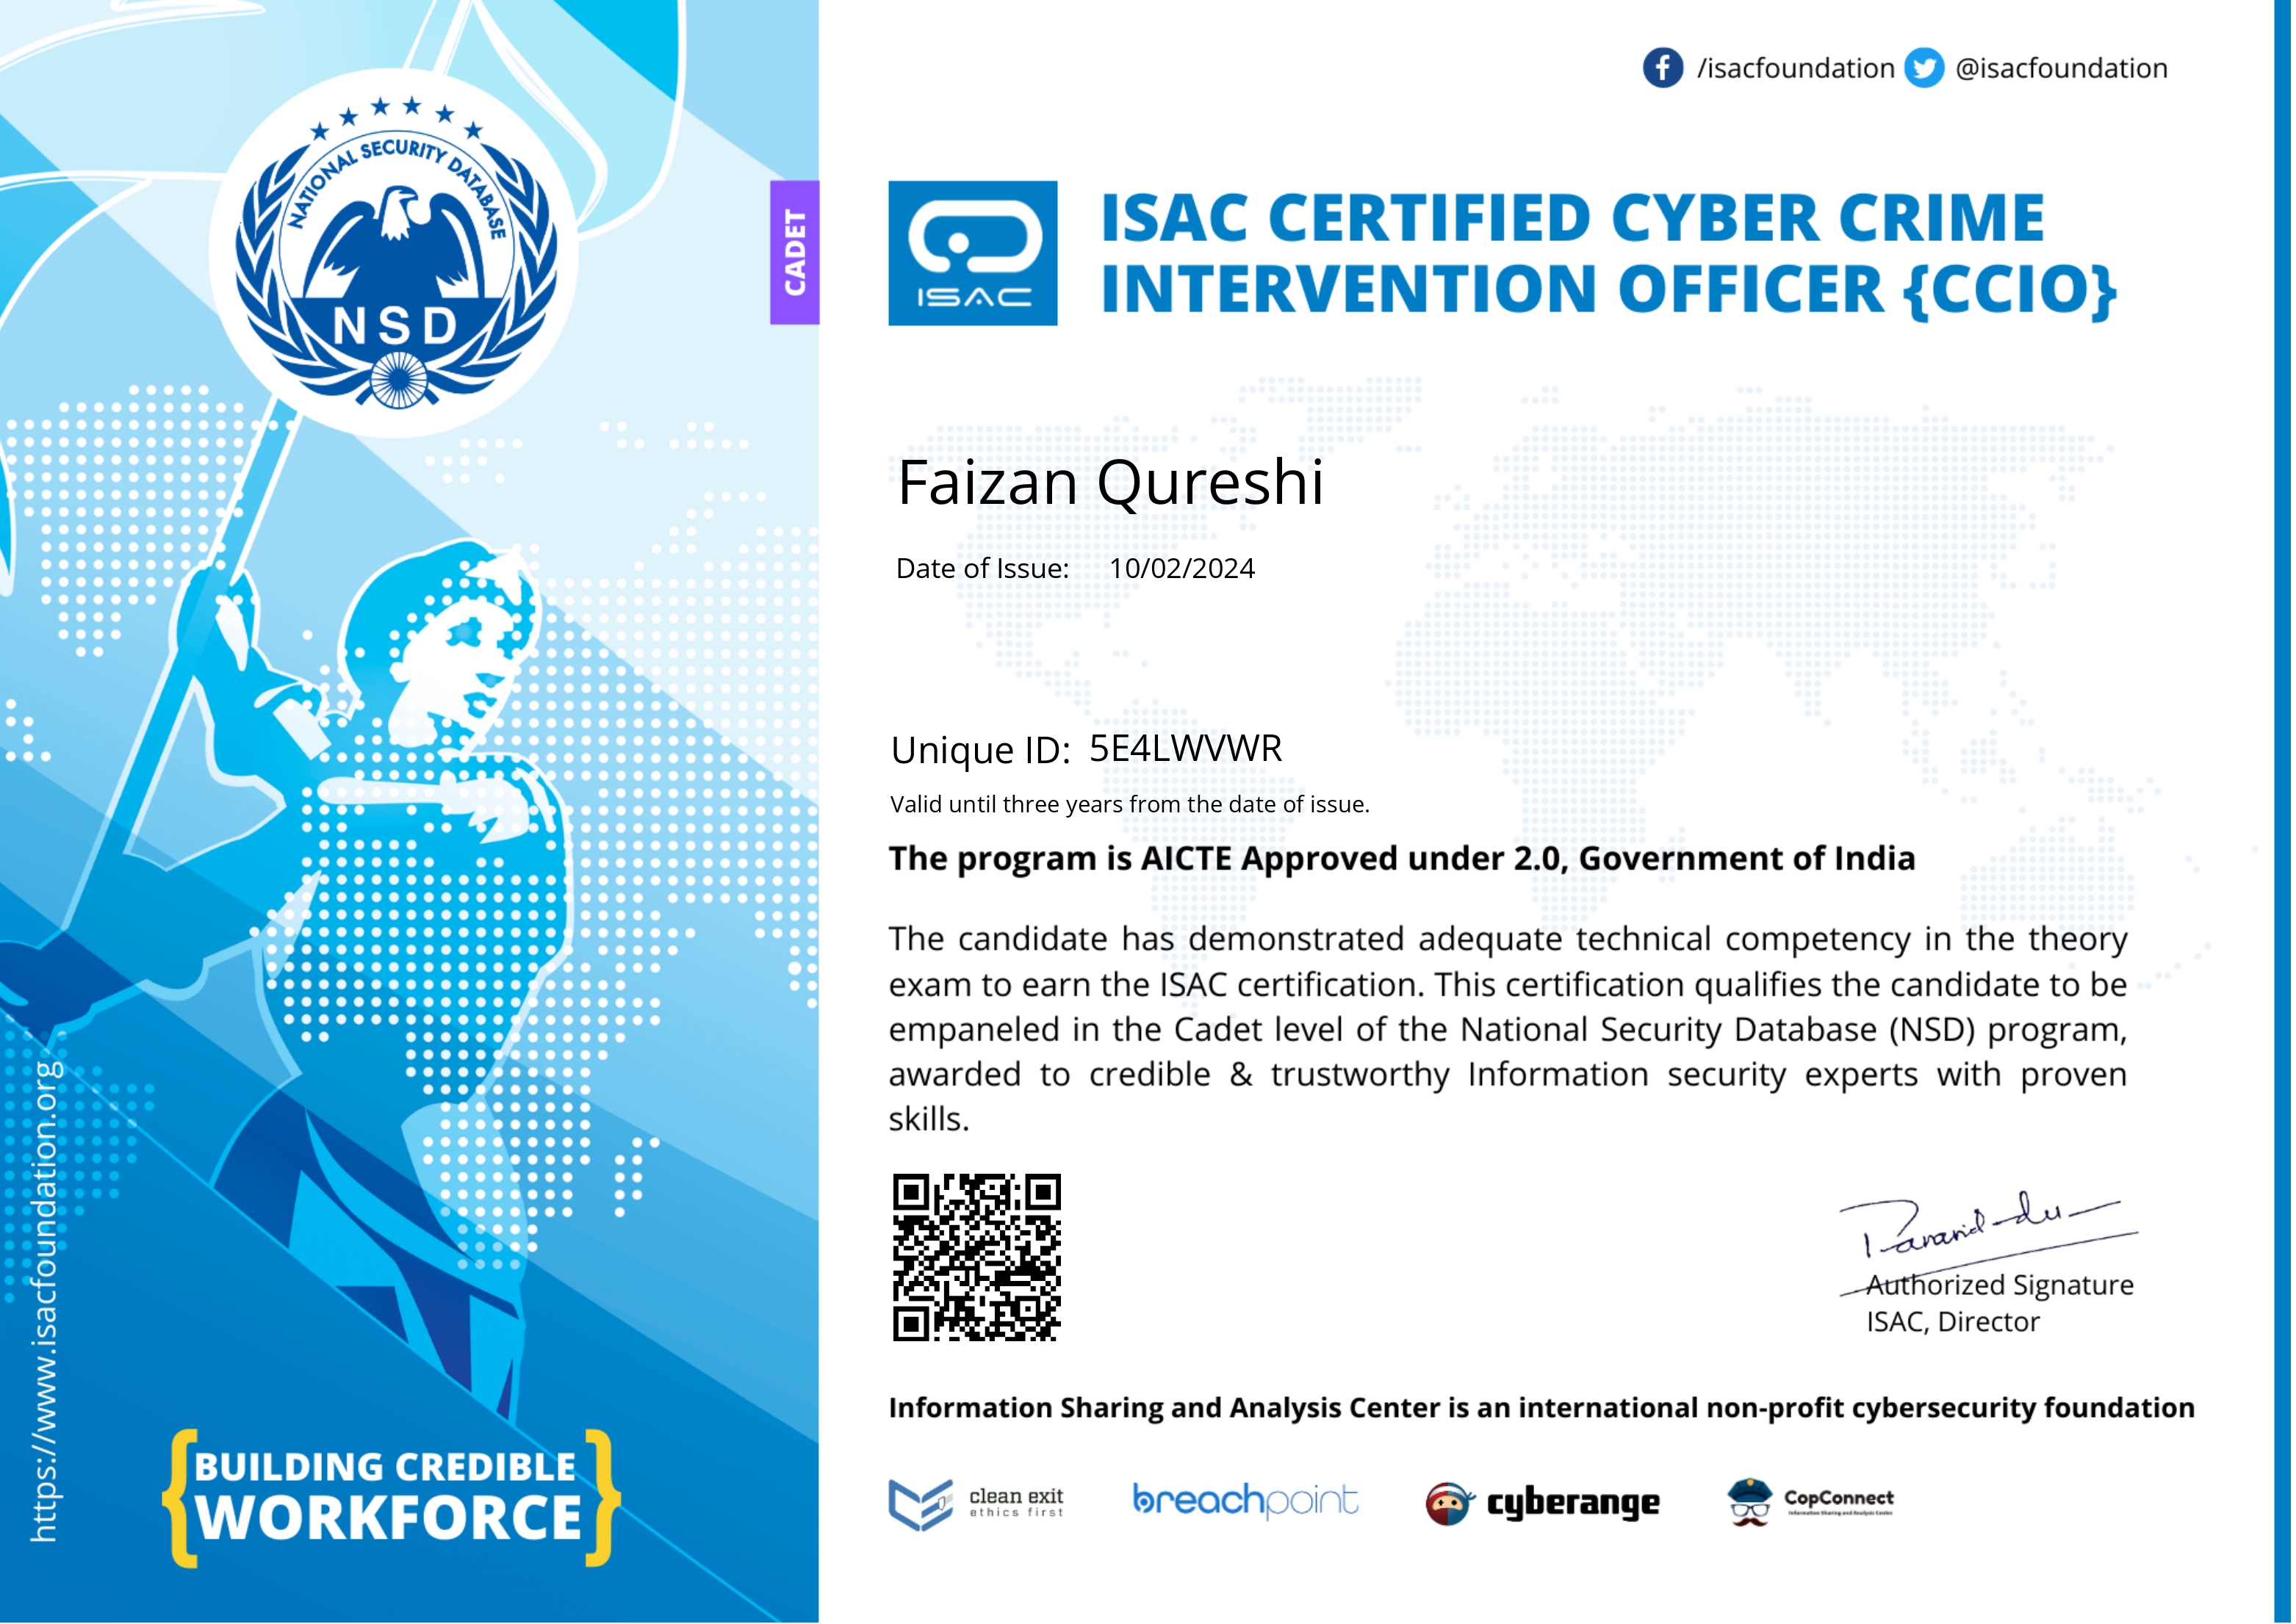 /isacfoundation @isacfoundation
NATIONAL SECURITY DATABASE
NSD
CADET
ISAC
ISAC CERTIFIED CYBER CRIME
INTERVENTION OFFICER {CCIO}
Faizan Qureshi
Date of Issue: 10/02/2024
Unique ID: 5E4LWVWR
Valid until three years from the date of issue.
The program is AICTE Approved under 2.0, Government of India
The candidate has demonstrated adequate technical competency in the theory
exam to earn the ISAC certification. This certification qualifies the candidate to be
empaneled in the Cadet level of the National Security Database (NSD) program,
awarded to credible & trustworthy Information security experts with proven
skills.
Authorized Signature
ISAC, Director
Information Sharing and Analysis Center is an international non-profit cybersecurity foundation
clean exit
ethics first
breachpoint
cyberange
CopConnect
Information Sharing and Analysis Center
https://www.isacfoundation.org
{BUILDING CREDIBLE
WORKFORCE}